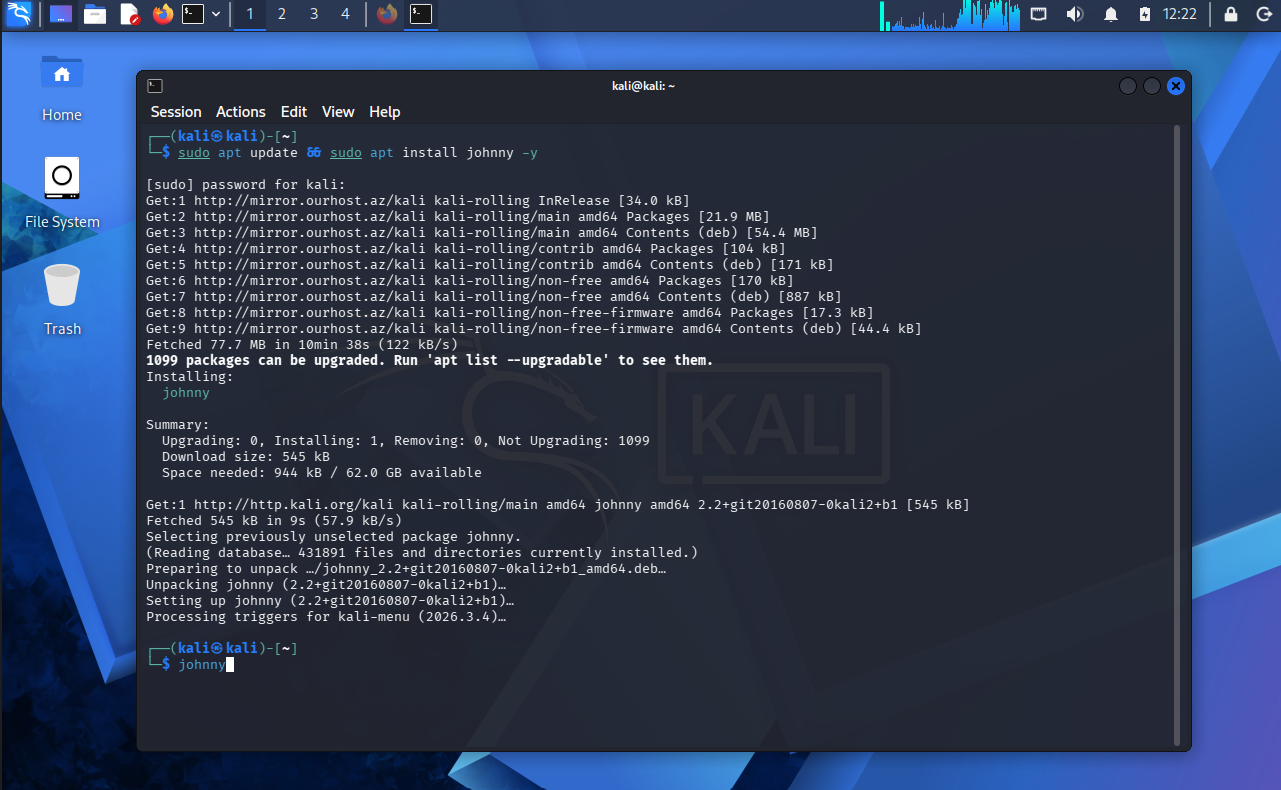 1 2 3 4 12:22
Home
File System
Trash
kali@kali: ~
Session Actions Edit View Help
┌──(kali㉿kali)-[~]
└─$ sudo apt update && sudo apt install johnny -y
[sudo] password for kali:
Get:1 http://mirror.ourhost.az/kali kali-rolling InRelease [34.0 kB]
Get:2 http://mirror.ourhost.az/kali kali-rolling/main amd64 Packages [21.9 MB]
Get:3 http://mirror.ourhost.az/kali kali-rolling/main amd64 Contents (deb) [54.4 MB]
Get:4 http://mirror.ourhost.az/kali kali-rolling/contrib amd64 Packages [104 kB]
Get:5 http://mirror.ourhost.az/kali kali-rolling/contrib amd64 Contents (deb) [171 kB]
Get:6 http://mirror.ourhost.az/kali kali-rolling/non-free amd64 Packages [170 kB]
Get:7 http://mirror.ourhost.az/kali kali-rolling/non-free amd64 Contents (deb) [887 kB]
Get:8 http://mirror.ourhost.az/kali kali-rolling/non-free-firmware amd64 Packages [17.3 kB]
Get:9 http://mirror.ourhost.az/kali kali-rolling/non-free-firmware amd64 Contents (deb) [44.4 kB]
Fetched 77.7 MB in 10min 38s (122 kB/s)
1099 packages can be upgraded. Run 'apt list --upgradable' to see them.
Installing:
  johnny
Summary:
  Upgrading: 0, Installing: 1, Removing: 0, Not Upgrading: 1099
  Download size: 545 kB
  Space needed: 944 kB / 62.0 GB available
KALI
Get:1 http://http.kali.org/kali kali-rolling/main amd64 johnny amd64 2.2+git20160807-0kali2+b1 [545 kB]
Fetched 545 kB in 9s (57.9 kB/s)
Selecting previously unselected package johnny.
(Reading database… 431891 files and directories currently installed.)
Preparing to unpack …/johnny_2.2+git20160807-0kali2+b1_amd64.deb…
Unpacking johnny (2.2+git20160807-0kali2+b1)…
Setting up johnny (2.2+git20160807-0kali2+b1)…
Processing triggers for kali-menu (2026.3.4)…
┌──(kali㉿kali)-[~]
└─$ johnny